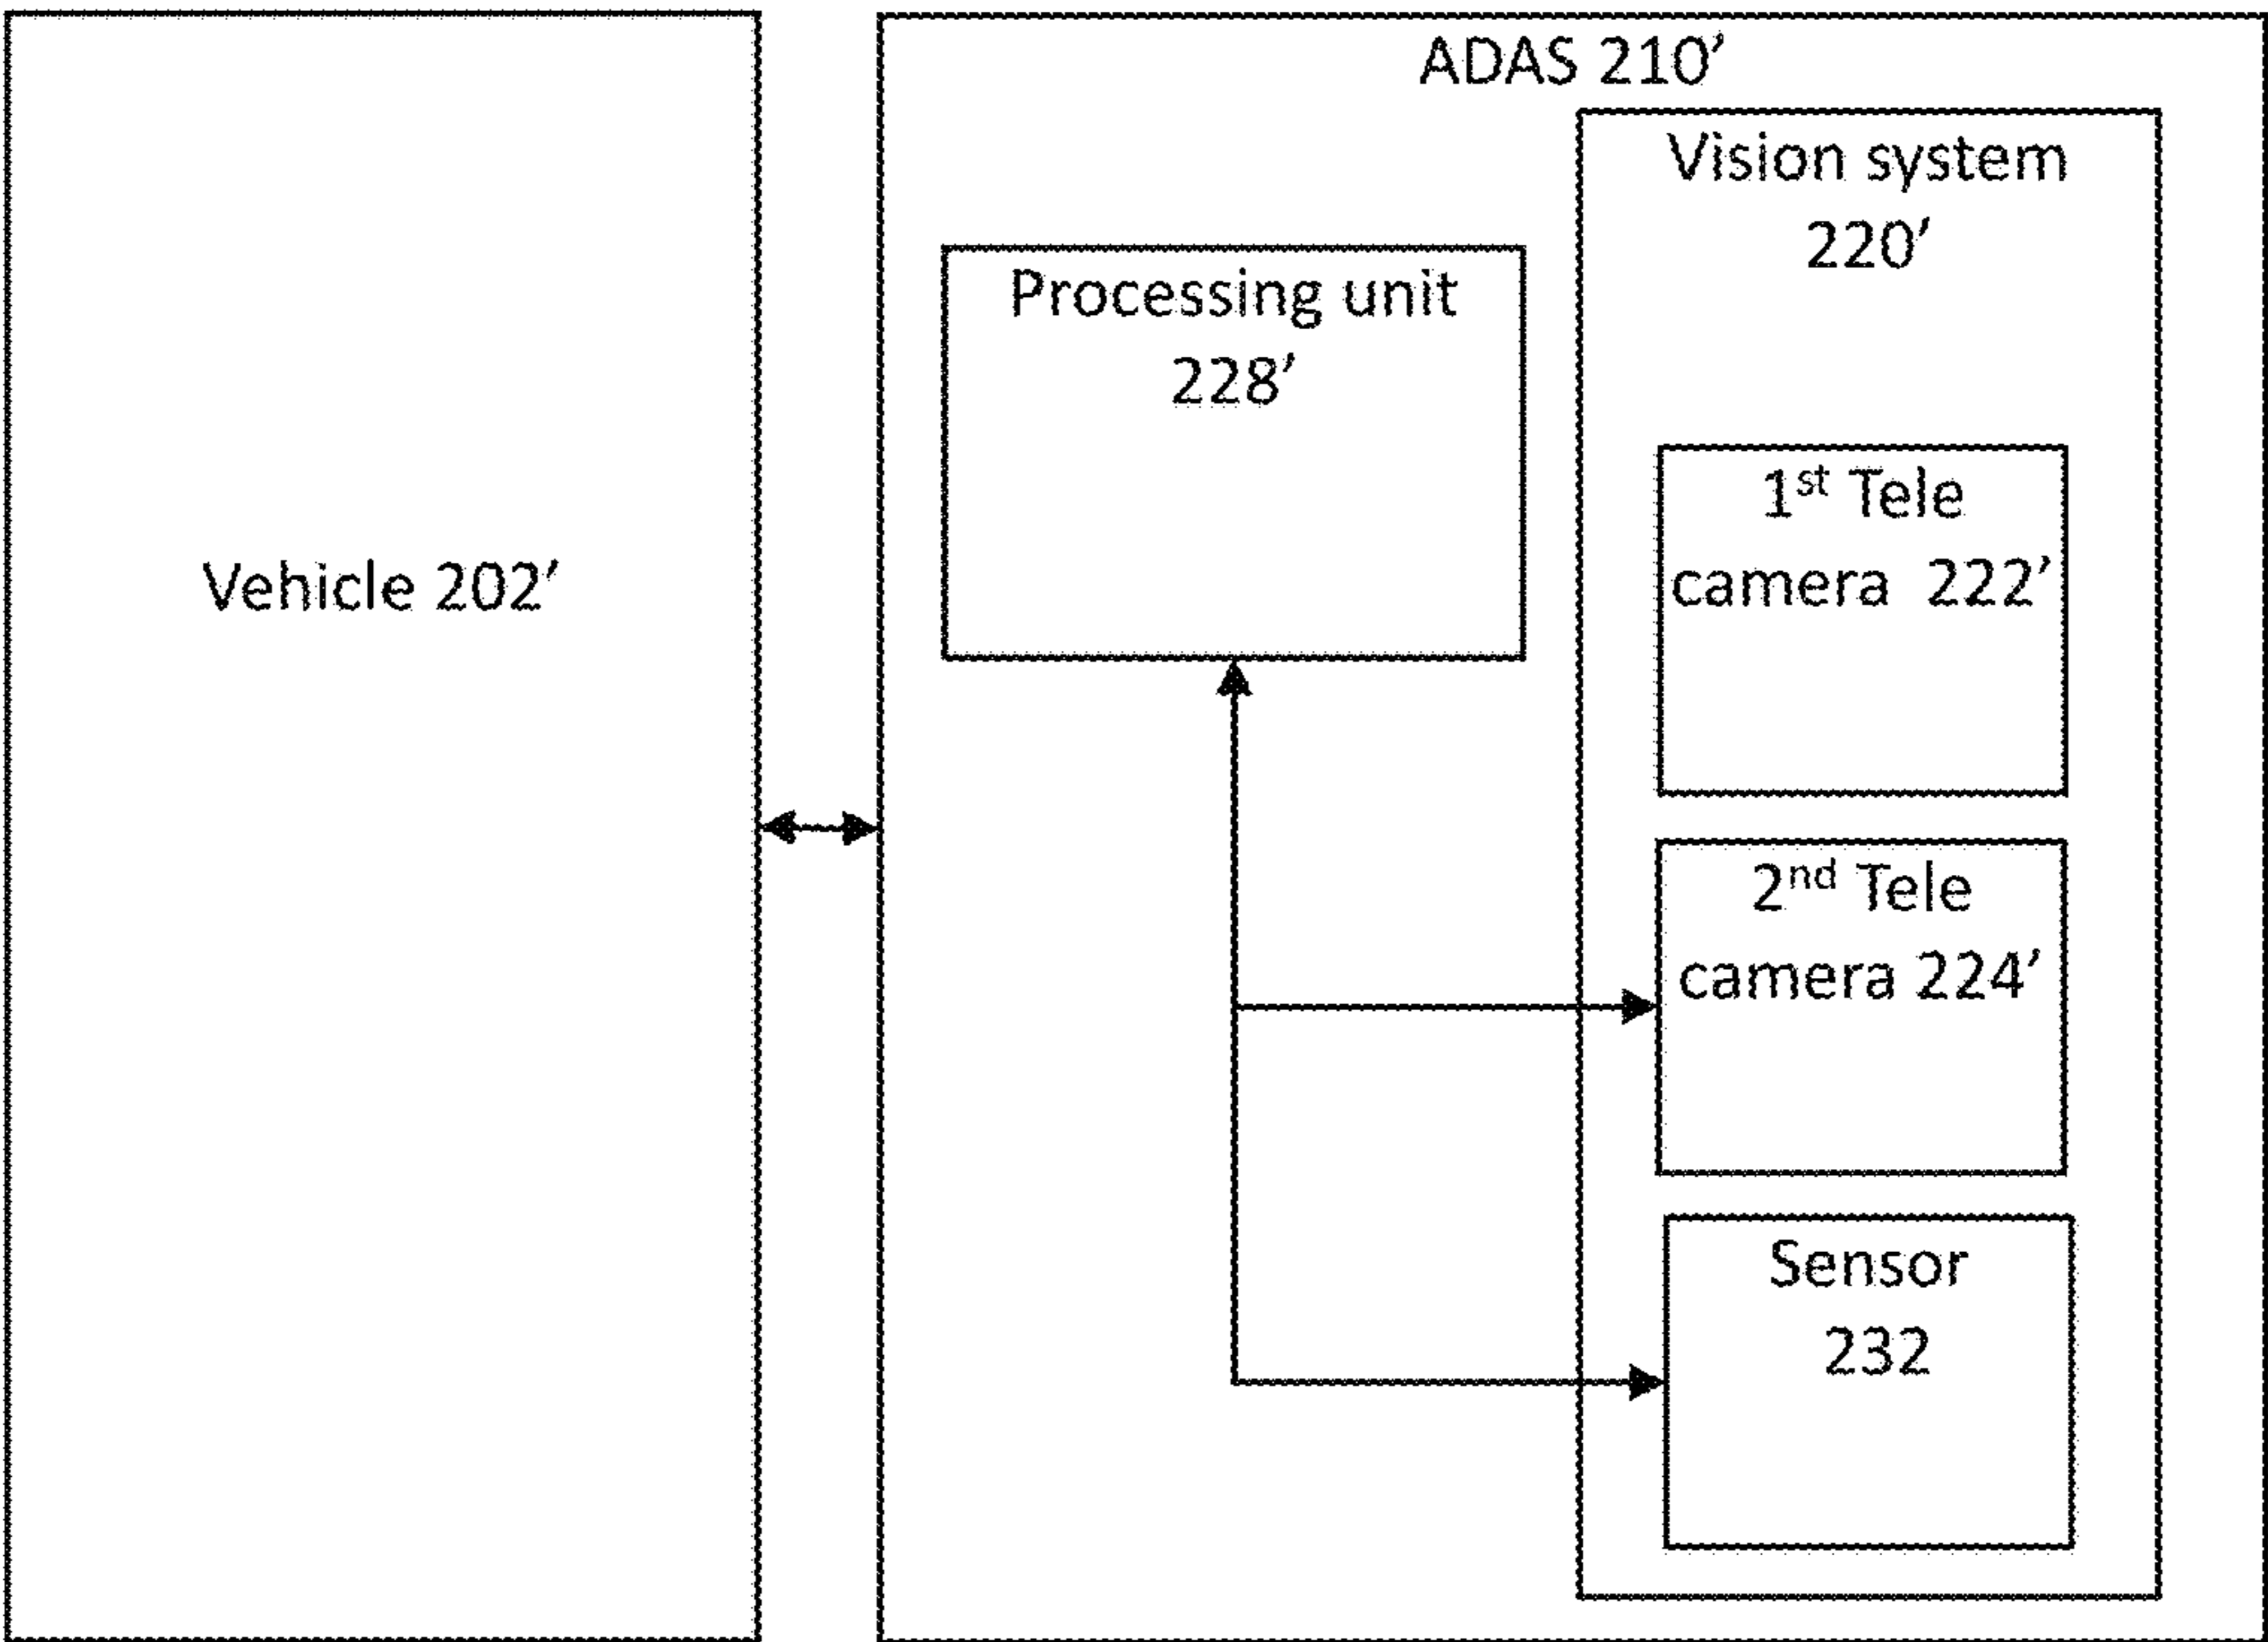 ADAS 210’
Vision system
220’
Processing unit
228’
1st Tele
camera 222’
Vehicle 202’
2nd Tele
camera 224’
Sensor
232